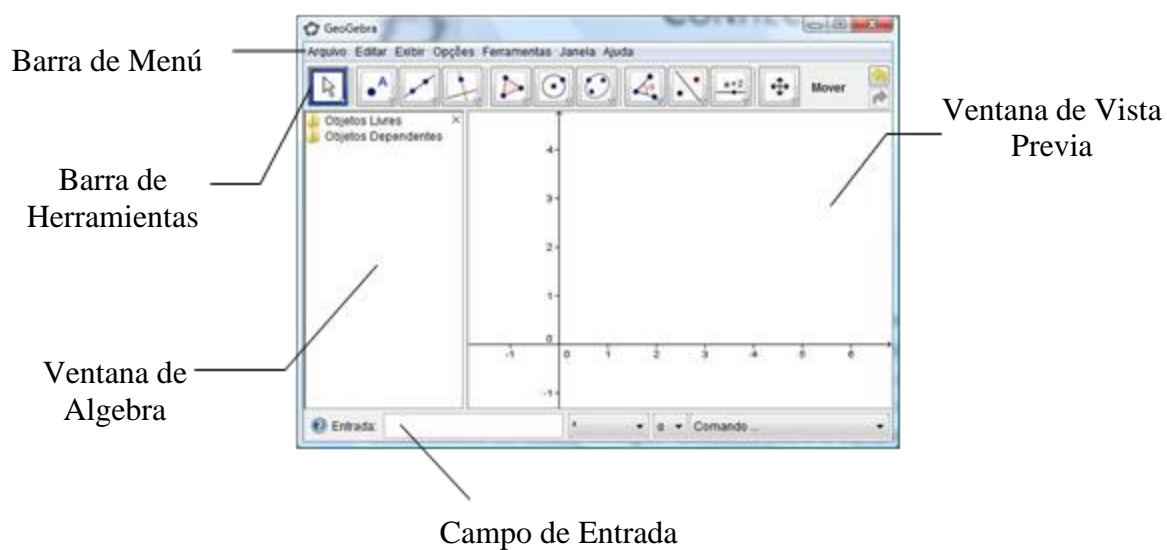 GeoGebra
Barra de Menú
Arquivo Editar Exibir Opções Ferramentas Janela Ajuda
A
a=2
Mover
Objetos Livres
Objetos Dependentes
Ventana de Vista
Previa
Barra de
Herramientas
4
3
2
1
0
-1
-1 0 1 2 3 4 5 6
Ventana de
Algebra
Entrada:
α
Comando ...
Campo de Entrada